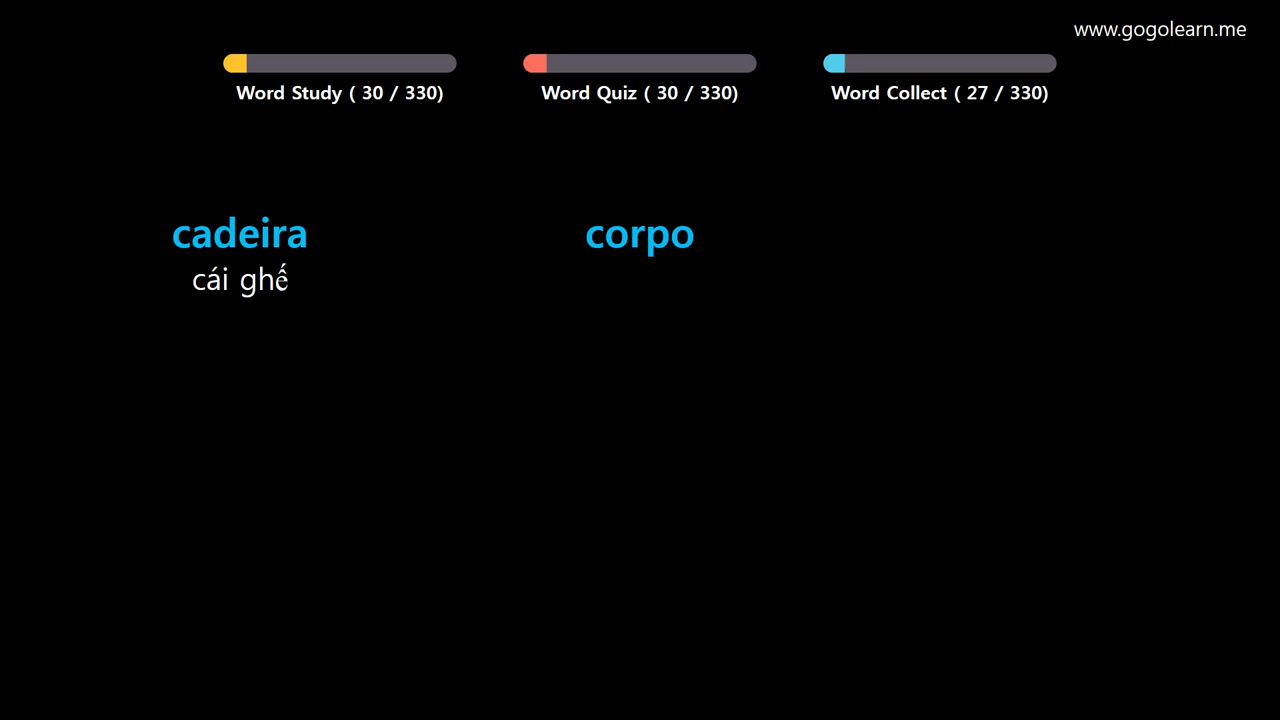 www.gogolearn.me
Word Study ( 30 / 330)
Word Quiz ( 30 / 330)
Word Collect ( 27 / 330)
cadeira
corpo
cái ghế